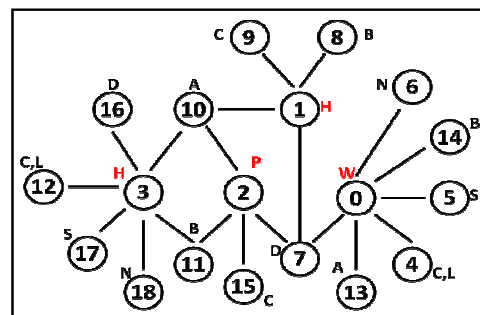 C 9 8 B
D A N 6
16 10 1 H
B
14
C,L H P W
12 3 2 0 5 S
S B
17 11 D 7 4
N A C,L
18 15 C 13